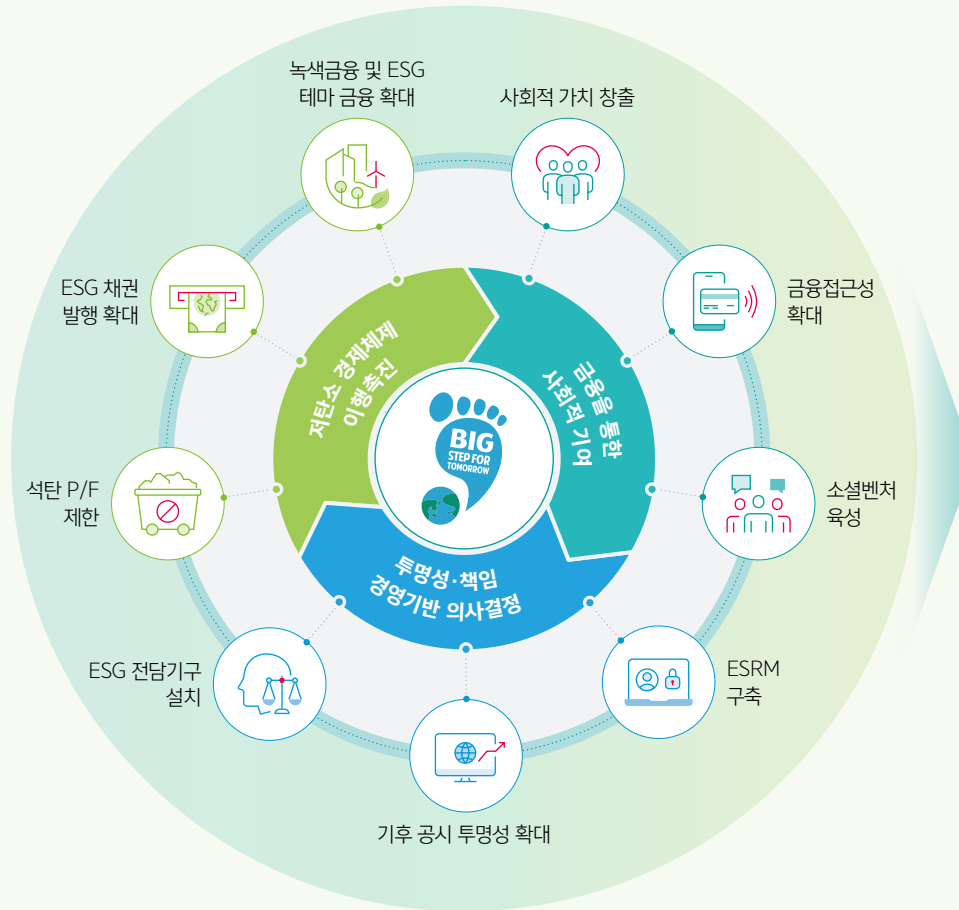 녹색금융 및 ESG
테마 금융 확대
사회적 가치 창출
ESG 채권
발행 확대
금융접근성
확대
저탄소 경제체제
이행촉진
금융을 통한
사회적 기여
BIG
STEP FOR
TOMORROW
석탄 P/F
제한
소셜벤처
육성
투명성·책임
경영기반 의사결정
ESG 전담기구
설치
ESRM
구축
기후 공시 투명성 확대